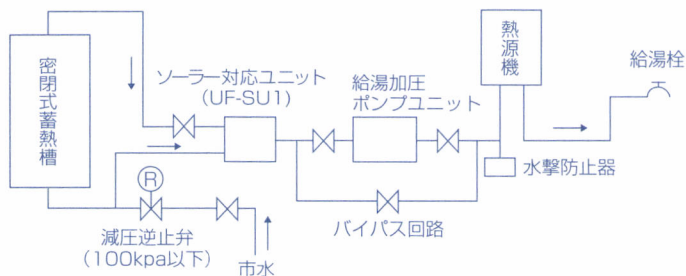 熱源機
給湯栓
密閉式蓄熱槽
ソーラー対応ユニット
(UF-SU1)
給湯加圧
ポンプユニット
水撃防止器
R
減圧逆止弁
(100kpa以下)
市水
バイパス回路